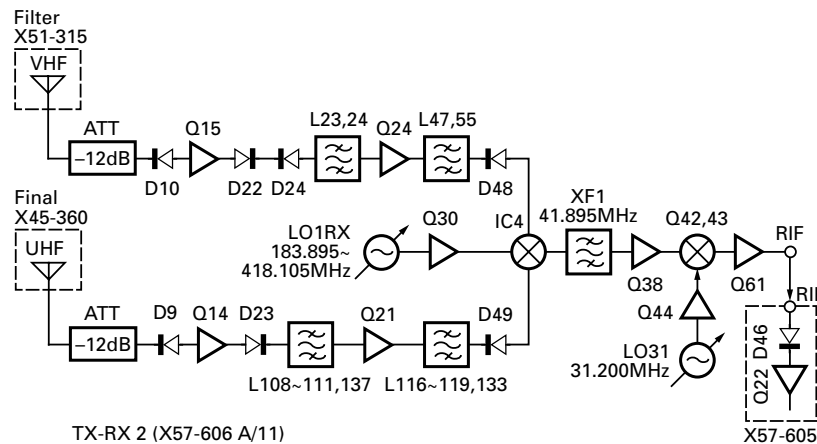 Filter
X51-315
VHF
ATT
–12dB
D10
Q15
D22
D24
L23,24
Q24
L47,55
D48
Final
X45-360
UHF
ATT
–12dB
D9
Q14
D23
L108~111,137
Q21
L116~119,133
D49
LO1RX
183.895~
418.105MHz
Q30
IC4
XF1
41.895MHz
Q38
Q42,43
Q61
RIF
Q44
LO31
31.200MHz
RIF
D46
Q22
X57-605
TX-RX 2 (X57-606 A/11)